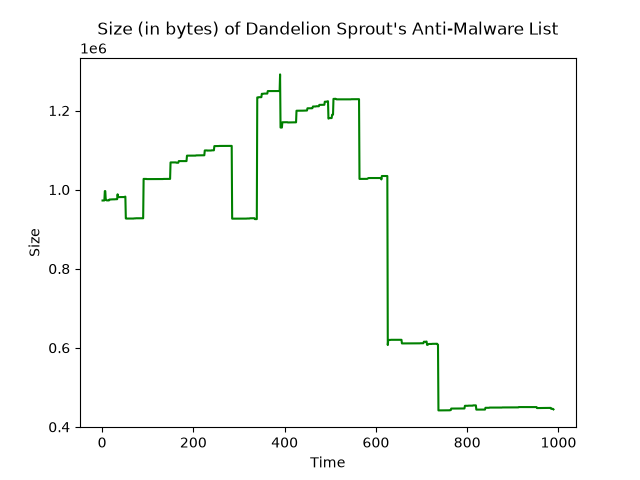 Size (in bytes) of Dandelion Sprout's Anti-Malware List
1e6
1.2
1.0
0.8
0.6
0.4
Size
0 200 400 600 800 1000
Time